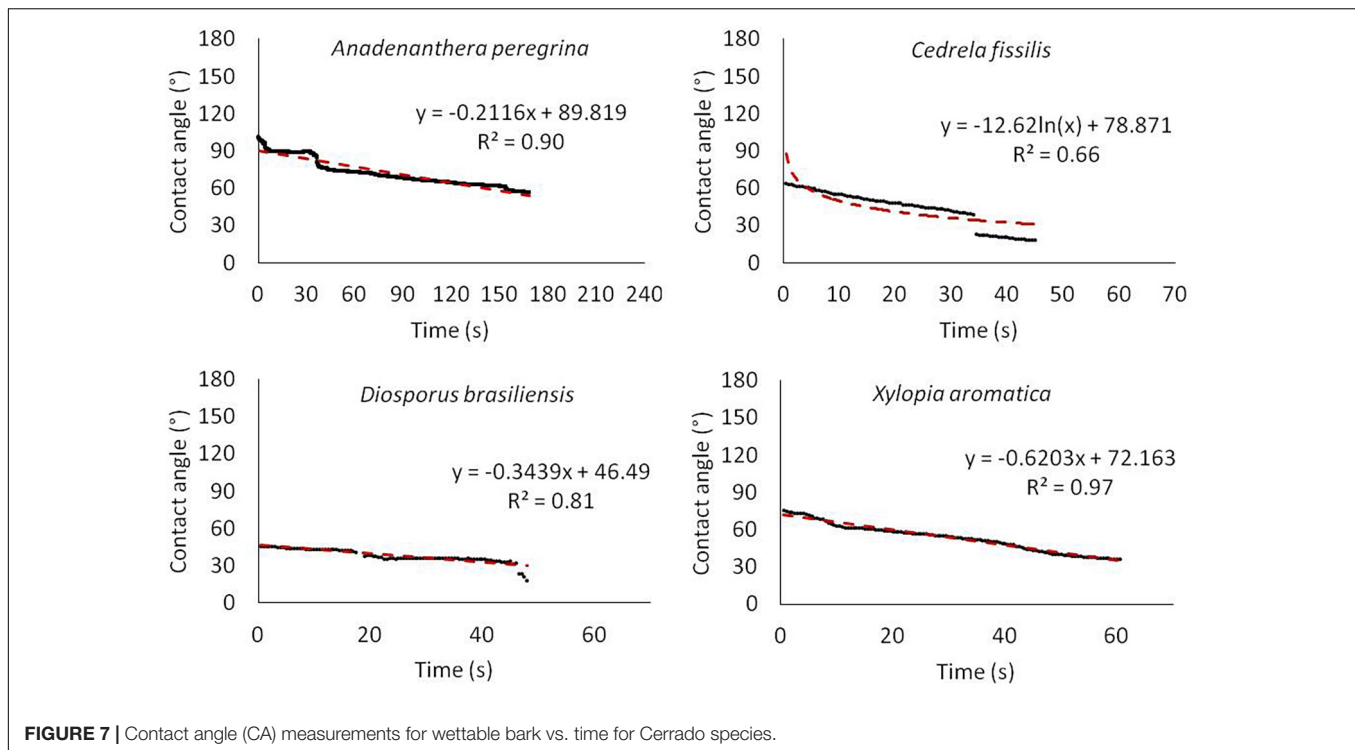 Anadenanthera peregrina
y = -0.2116x + 89.819
R² = 0.90
Contact angle (°)
180
150
120
90
60
30
0
0 30 60 90 120 150 180 210 240
Time (s)
Cedrela fissilis
y = -12.62ln(x) + 78.871
R² = 0.66
Contact angle (°)
180
150
120
90
60
30
0
0 10 20 30 40 50 60 70
Time (s)
Diosporus brasiliensis
y = -0.3439x + 46.49
R² = 0.81
Contact angle (°)
180
150
120
90
60
30
0
0 20 40 60
Time (s)
Xylopia aromatica
y = -0.6203x + 72.163
R² = 0.97
Contact angle (°)
180
150
120
90
60
30
0
0 20 40 60
Time (s)
FIGURE 7 | Contact angle (CA) measurements for wettable bark vs. time for Cerrado species.